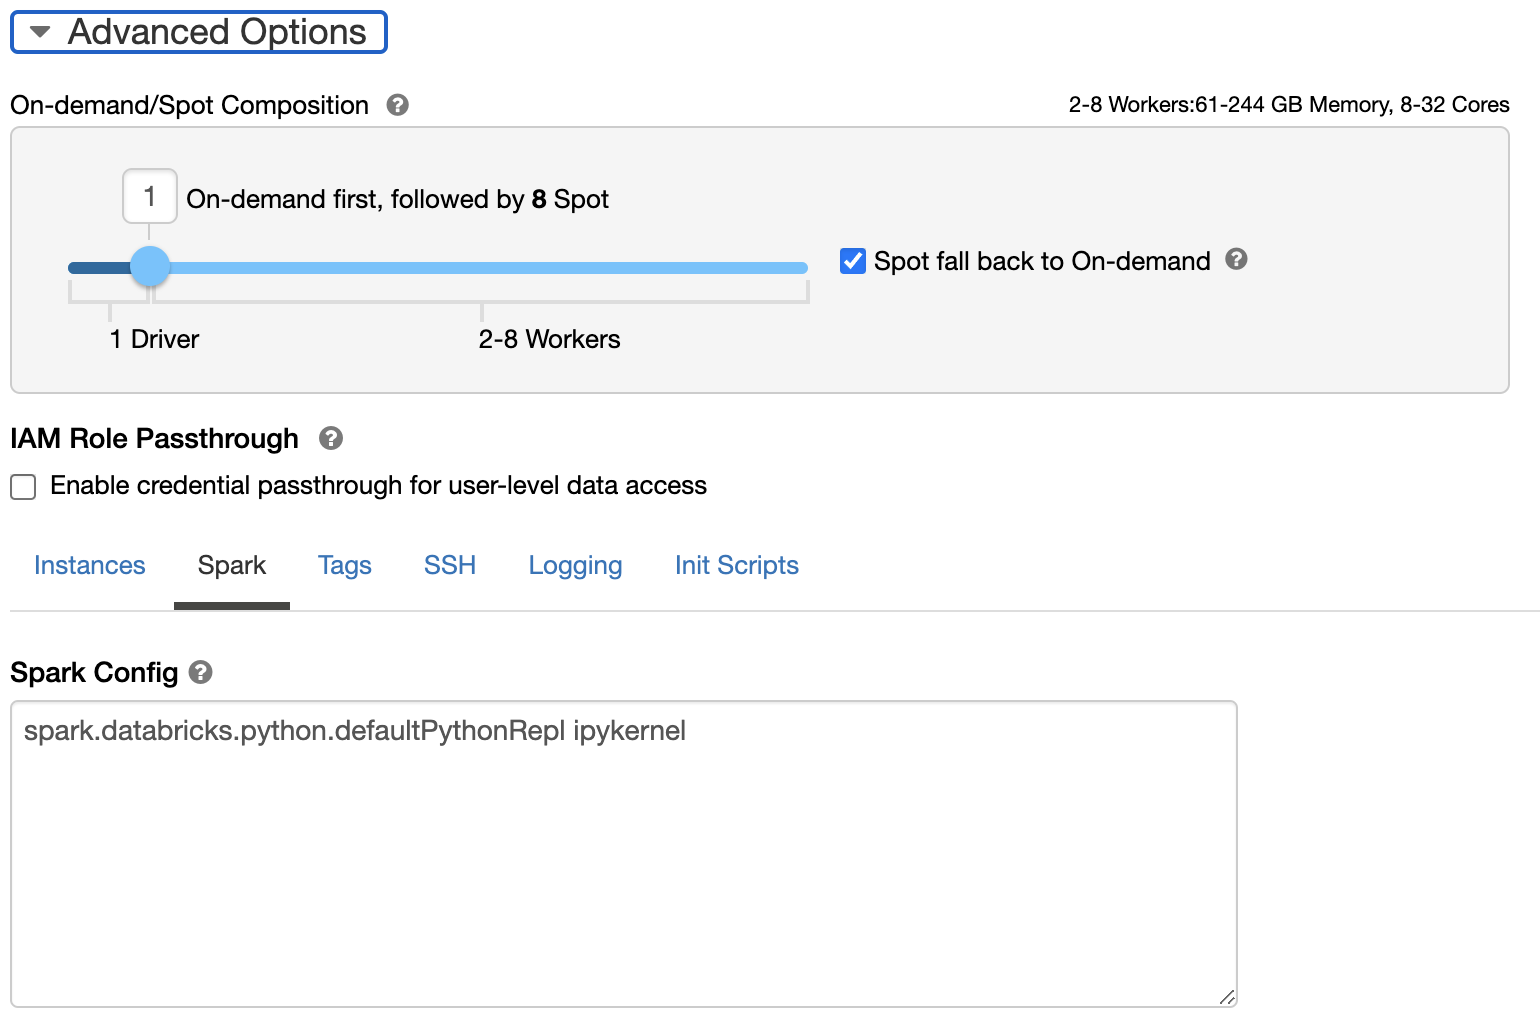 Advanced Options
On-demand/Spot Composition ?
2-8 Workers:61-244 GB Memory, 8-32 Cores
1 On-demand first, followed by 8 Spot
Spot fall back to On-demand ?
1 Driver
2-8 Workers
IAM Role Passthrough ?
Enable credential passthrough for user-level data access
Instances Spark Tags SSH Logging Init Scripts
Spark Config ?
spark.databricks.python.defaultPythonRepl ipykernel